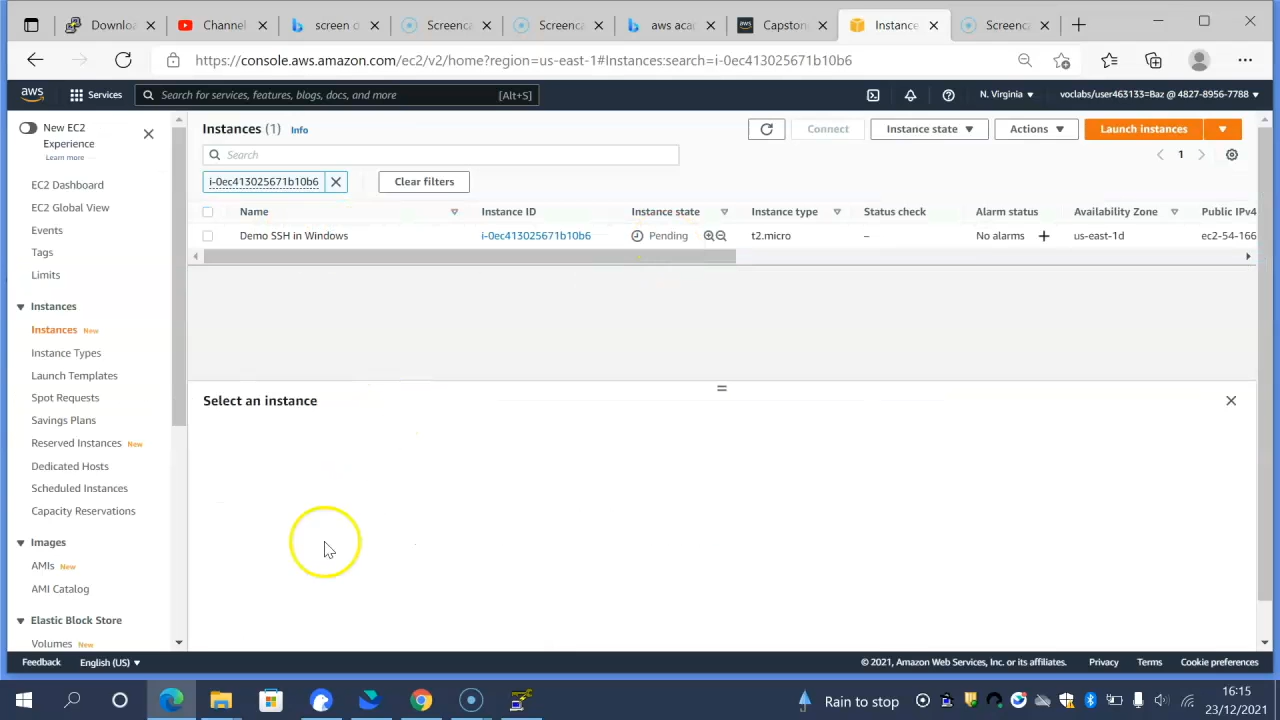 Downloa
Channel
screen o
Screenca
Screenca
aws aca
Capston
Instance
Screenca
https://console.aws.amazon.com/ec2/v2/home?region=us-east-1#Instances:search=i-0ec413025671b10b6
aws
Services
Search for services, features, blogs, docs, and more
[Alt+S]
N. Virginia
voclabs/user463133=Baz @ 4827-8956-7788
New EC2
Experience
Learn more
EC2 Dashboard
EC2 Global View
Events
Tags
Limits
Instances
Instances New
Instance Types
Launch Templates
Spot Requests
Savings Plans
Reserved Instances New
Dedicated Hosts
Scheduled Instances
Capacity Reservations
Images
AMIs New
AMI Catalog
Elastic Block Store
Volumes New
Instances (1) Info
Connect
Instance state
Actions
Launch instances
Search
1
i-0ec413025671b10b6
Clear filters
Name Instance ID Instance state Instance type Status check Alarm status Availability Zone Public IPv4
Demo SSH in Windows i-0ec413025671b10b6 Pending t2.micro – No alarms + us-east-1d ec2-54-166
Select an instance
Feedback English (US) © 2021, Amazon Web Services, Inc. or its affiliates. Privacy Terms Cookie preferences
Rain to stop
16:15
23/12/2021